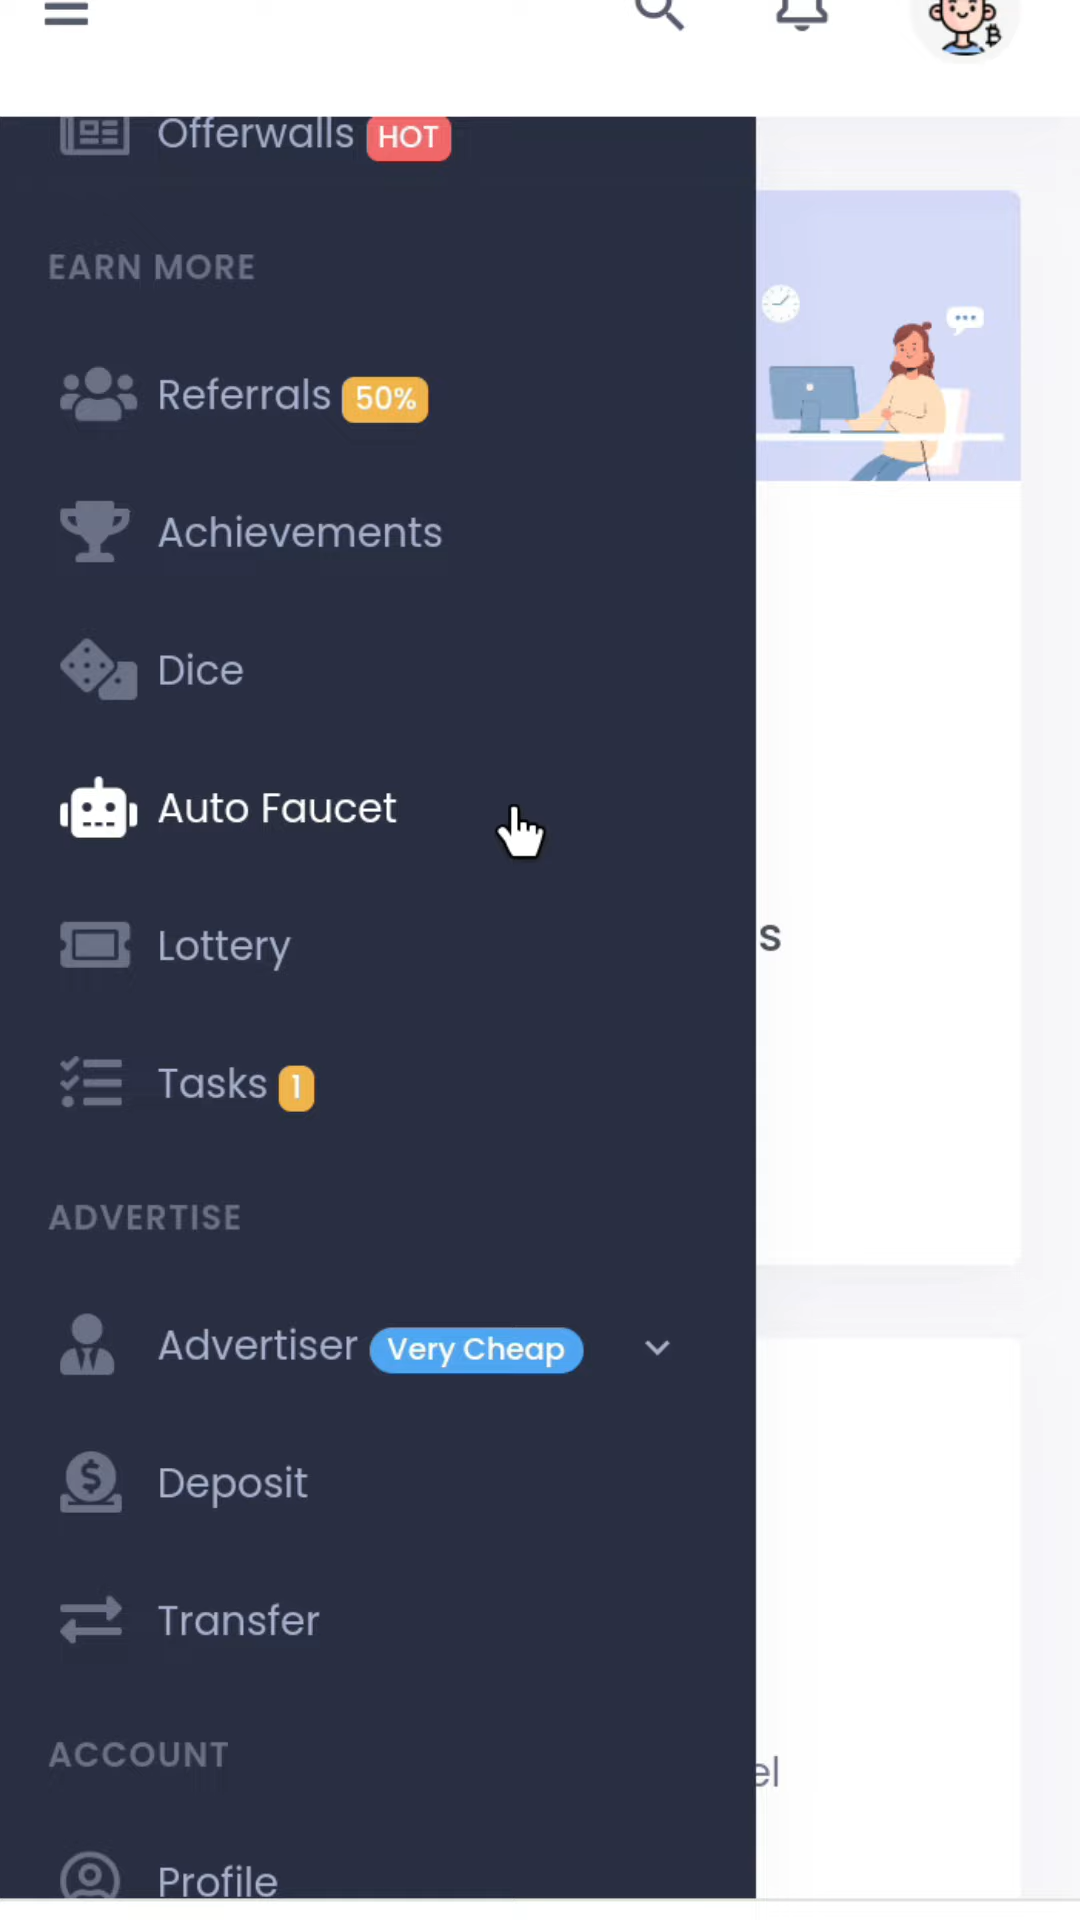 Offerwalls HOT
EARN MORE
Referrals 50%
Achievements
Dice
Auto Faucet
Lottery
s
Tasks 1
ADVERTISE
Advertiser Very Cheap
Deposit
Transfer
ACCOUNT
el
Profile